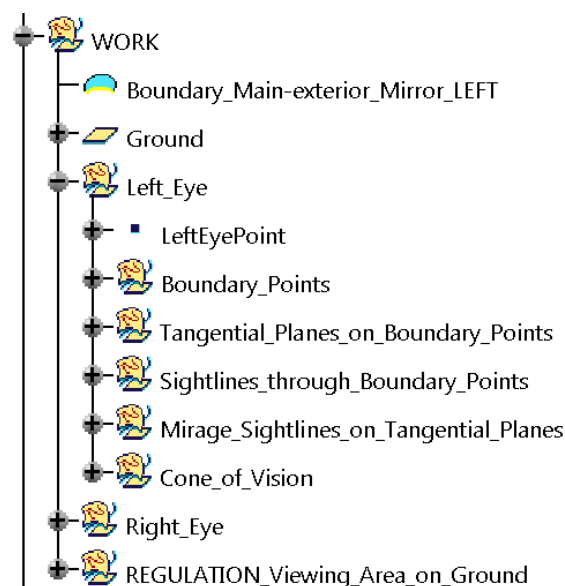 WORK
Boundary_Main-exterior_Mirror_LEFT
Ground
Left_Eye
LeftEyePoint
Boundary_Points
Tangential_Planes_on_Boundary_Points
Sightlines_through_Boundary_Points
Mirage_Sightlines_on_Tangential_Planes
Cone_of_Vision
Right_Eye
REGULATION_Viewing_Area_on_Ground